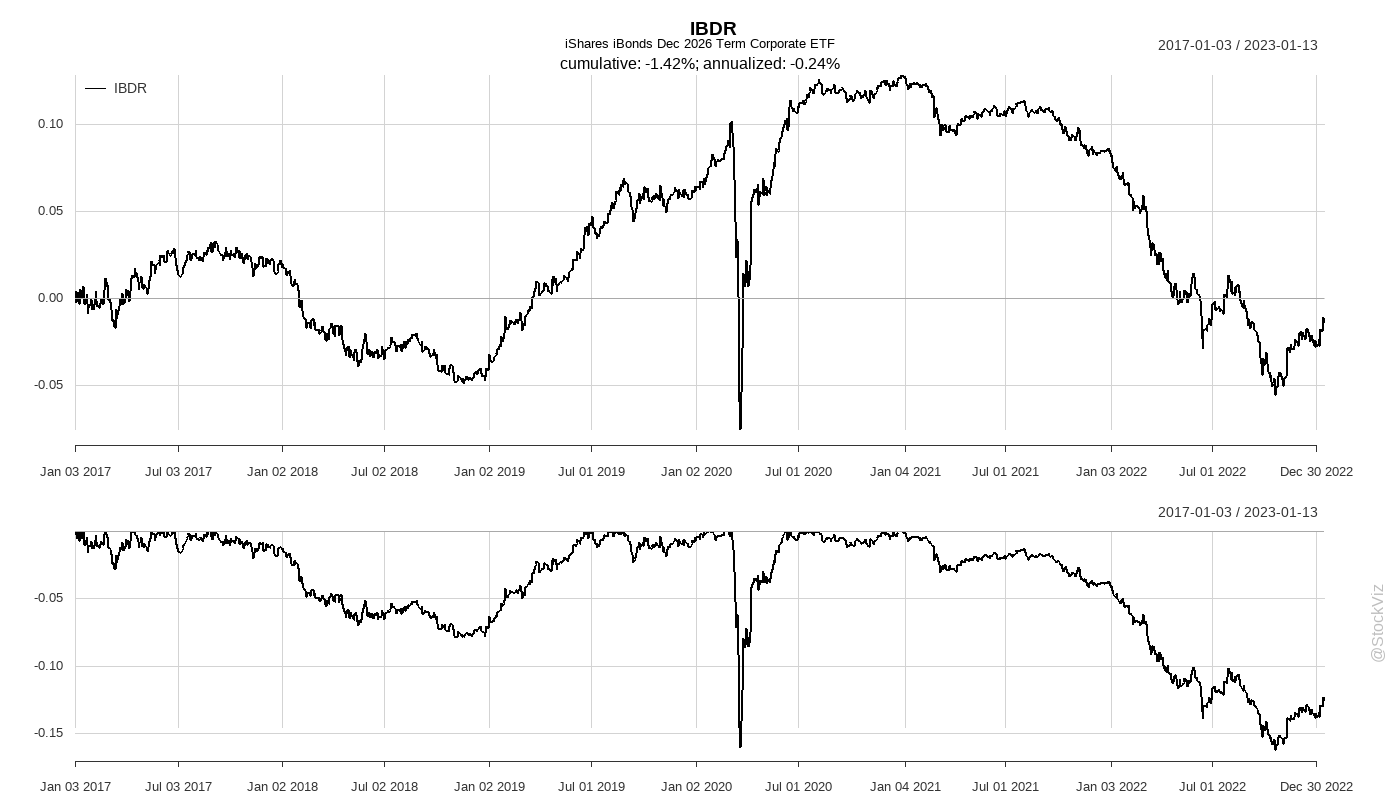 IBDR
iShares iBonds Dec 2026 Term Corporate ETF
2017-01-03 / 2023-01-13
cumulative: -1.42%; annualized: -0.24%
IBDR
0.10
0.05
0.00
-0.05
Jan 03 2017 Jul 03 2017 Jan 02 2018 Jul 02 2018 Jan 02 2019 Jul 01 2019 Jan 02 2020 Jul 01 2020 Jan 04 2021 Jul 01 2021 Jan 03 2022 Jul 01 2022 Dec 30 2022
2017-01-03 / 2023-01-13
-0.05
-0.10
-0.15
Jan 03 2017 Jul 03 2017 Jan 02 2018 Jul 02 2018 Jan 02 2019 Jul 01 2019 Jan 02 2020 Jul 01 2020 Jan 04 2021 Jul 01 2021 Jan 03 2022 Jul 01 2022 Dec 30 2022
@StockViz